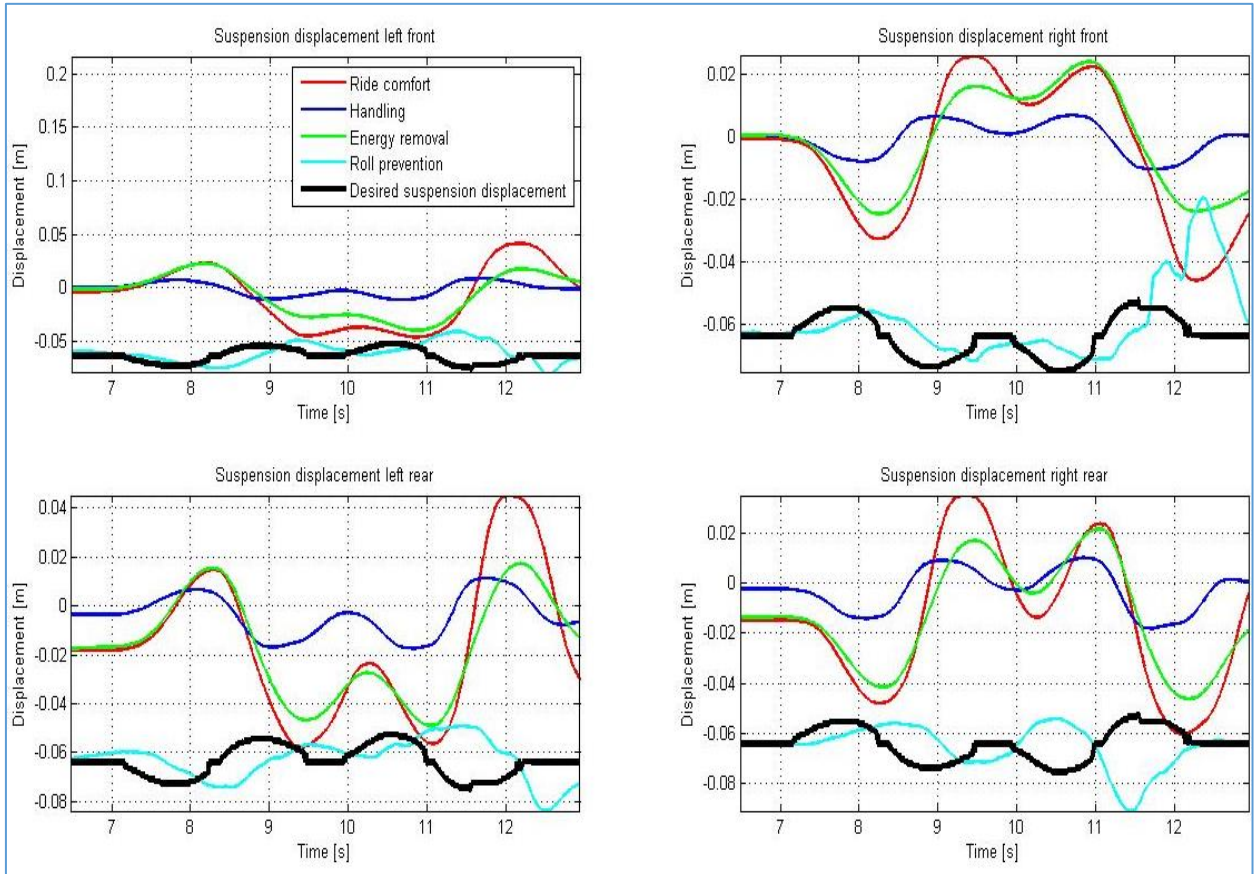 Suspension displacement left front
Displacement [m]
0.2
0.15
0.1
0.05
0
-0.05
7 8 9 10 11 12
Time [s]
Ride comfort
Handling
Energy removal
Roll prevention
Desired suspension displacement
Suspension displacement right front
Displacement [m]
0.02
0
-0.02
-0.04
-0.06
7 8 9 10 11 12
Time [s]
Suspension displacement left rear
Displacement [m]
0.04
0.02
0
-0.02
-0.04
-0.06
-0.08
7 8 9 10 11 12
Time [s]
Suspension displacement right rear
Displacement [m]
0.02
0
-0.02
-0.04
-0.06
-0.08
7 8 9 10 11 12
Time [s]